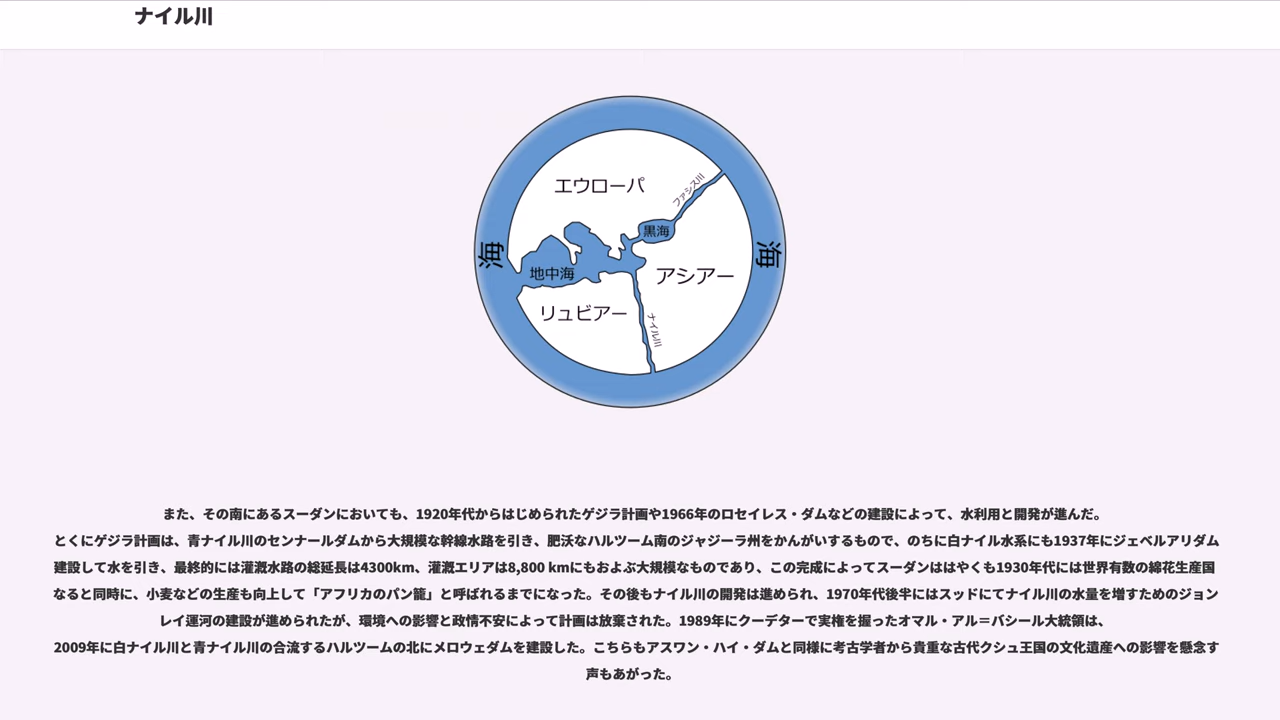 ナイル川
エウローパ
ファシス川
黒海
海
海
地中海
アシアー
リュビアー
ナイル川
また、その南にあるスーダンにおいても、1920年代からはじめられたゲジラ計画や1966年のロセイレス・ダムなどの建設によって、水利用と開発が進んだ。
とくにゲジラ計画は、青ナイル川のセンナールダムから大規模な幹線水路を引き、肥沃なハルツーム南のジャジーラ州をかんがいするもので、のちに白ナイル水系にも1937年にジェベルアリダム
建設して水を引き、最終的には灌漑水路の総延長は4300km、灌漑エリアは8,800 kmにもおよぶ大規模なものであり、この完成によってスーダンははやくも1930年代には世界有数の綿花生産国
なると同時に、小麦などの生産も向上して「アフリカのパン籠」と呼ばれるまでになった。その後もナイル川の開発は進められ、1970年代後半にはスッドにてナイル川の水量を増すためのジョン
レイ運河の建設が進められたが、環境への影響と政情不安によって計画は放棄された。1989年にクーデターで実権を握ったオマル・アル＝バシール大統領は、
2009年に白ナイル川と青ナイル川の合流するハルツームの北にメロウェダムを建設した。こちらもアスワン・ハイ・ダムと同様に考古学者から貴重な古代クシュ王国の文化遺産への影響を懸念す
声もあがった。